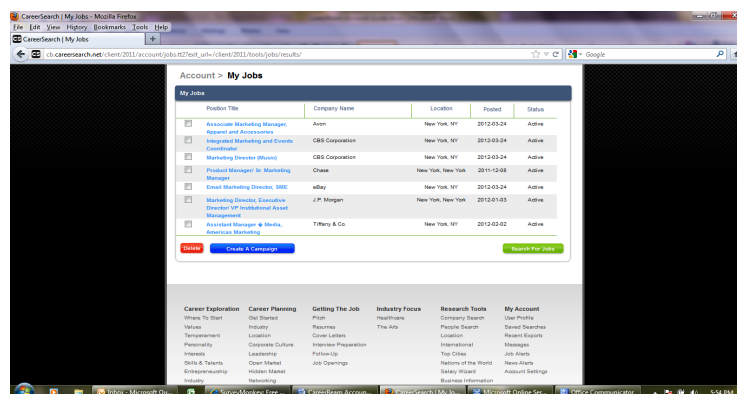 CareerSearch | My Jobs - Mozilla Firefox
File Edit View History Bookmarks Tools Help
CareerSearch | My Jobs +
cb.careersearch.net/client/2011/account/jobs.tt2?exit_url=/client/2011/tools/jobs/results/ Google
Account > My Jobs
My Jobs
Position Title Company Name Location Posted Status
Associate Marketing Manager, Avon New York, NY 2012-03-24 Active
Apparel and Accessories
Integrated Marketing and Events CBS Corporation New York, NY 2012-03-24 Active
Coordinator
Marketing Director (Music) CBS Corporation New York, NY 2012-03-24 Active
Product Manager/ Sr. Marketing Chase New York, New York 2011-12-08 Active
Manager
Email Marketing Director, SME eBay New York, NY 2012-03-24 Active
Marketing Director, Executive J.P. Morgan New York, New York 2012-01-03 Active
Director/ VP Institutional Asset
Management
Assistant Manager � Media, Tiffany & Co. New York, NY 2012-02-02 Active
Americas Marketing
Delete Create A Campaign Search For Jobs
Career Exploration Career Planning Getting The Job Industry Focus Research Tools My Account
Where To Start Get Started Pitch Healthcare Company Search User Profile
Values Industry Resumes The Arts People Search Saved Searches
Temperament Location Cover Letters Location Recent Exports
Personality Corporate Culture Interview Preparation International Messages
Interests Leadership Follow-Up Top Cities Job Alerts
Skills & Talents Open Market Job Openings Nations of the World News Alerts
Entrepreneurship Hidden Market Salary Wizard Account Settings
Industry Networking Business Information
Inbox - Microsoft Ou... SurveyMonkey: Free ... CareerBeam Accoun... CareerSearch | My Jo... Microsoft Online Ser... Office Communicator 5:54 PM